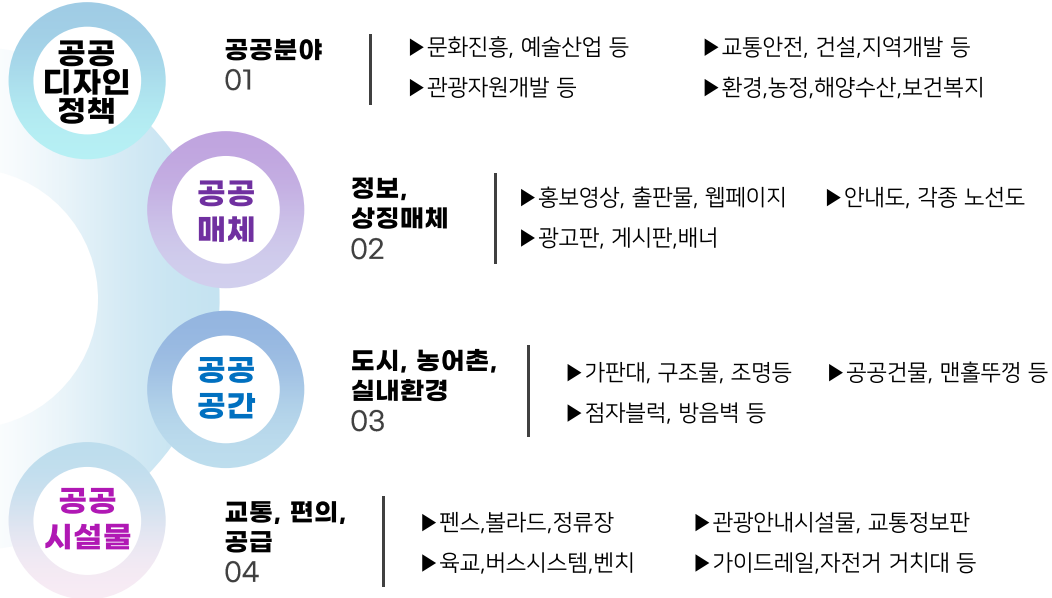 공공
디자인
정책
공공분야
01
▶문화진흥, 예술산업 등
▶교통안전, 건설,지역개발 등
▶관광자원개발 등
▶환경,농정,해양수산,보건복지
공공
매체
정보,
상징매체
02
▶홍보영상, 출판물, 웹페이지
▶안내도, 각종 노선도
▶광고판, 게시판,배너
공공
공간
도시, 농어촌,
실내환경
03
▶가판대, 구조물, 조명등
▶공공건물, 맨홀뚜껑 등
▶점자블럭, 방음벽 등
공공
시설물
교통, 편의,
공급
04
▶펜스,볼라드,정류장
▶관광안내시설물, 교통정보판
▶육교,버스시스템,벤치
▶가이드레일,자전거 거치대 등